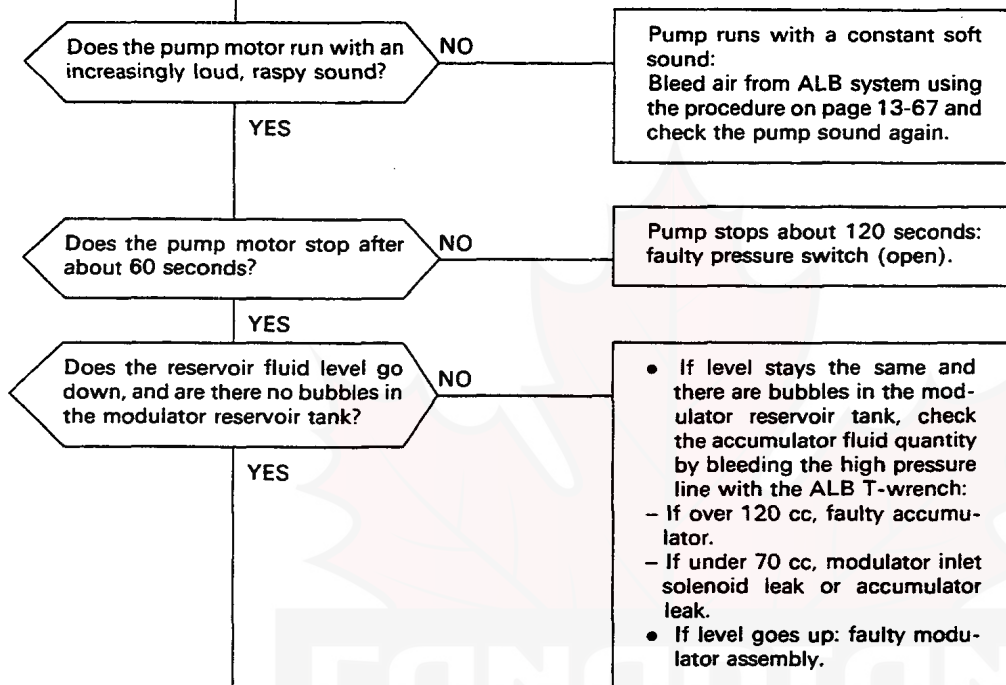 Does the pump motor run with an
increasingly loud, raspy sound?
NO
Pump runs with a constant soft
sound:
Bleed air from ALB system using
the procedure on page 13-67 and
check the pump sound again.
YES
Does the pump motor stop after
about 60 seconds?
NO
Pump stops about 120 seconds:
faulty pressure switch (open).
YES
Does the reservoir fluid level go
down, and are there no bubbles in
the modulator reservoir tank?
NO
• If level stays the same and
there are bubbles in the mod-
ulator reservoir tank, check
the accumulator fluid quantity
by bleeding the high pressure
line with the ALB T-wrench:
– If over 120 cc, faulty accumu-
lator.
– If under 70 cc, modulator inlet
solenoid leak or accumulator
leak.
• If level goes up: faulty modu-
lator assembly.
YES